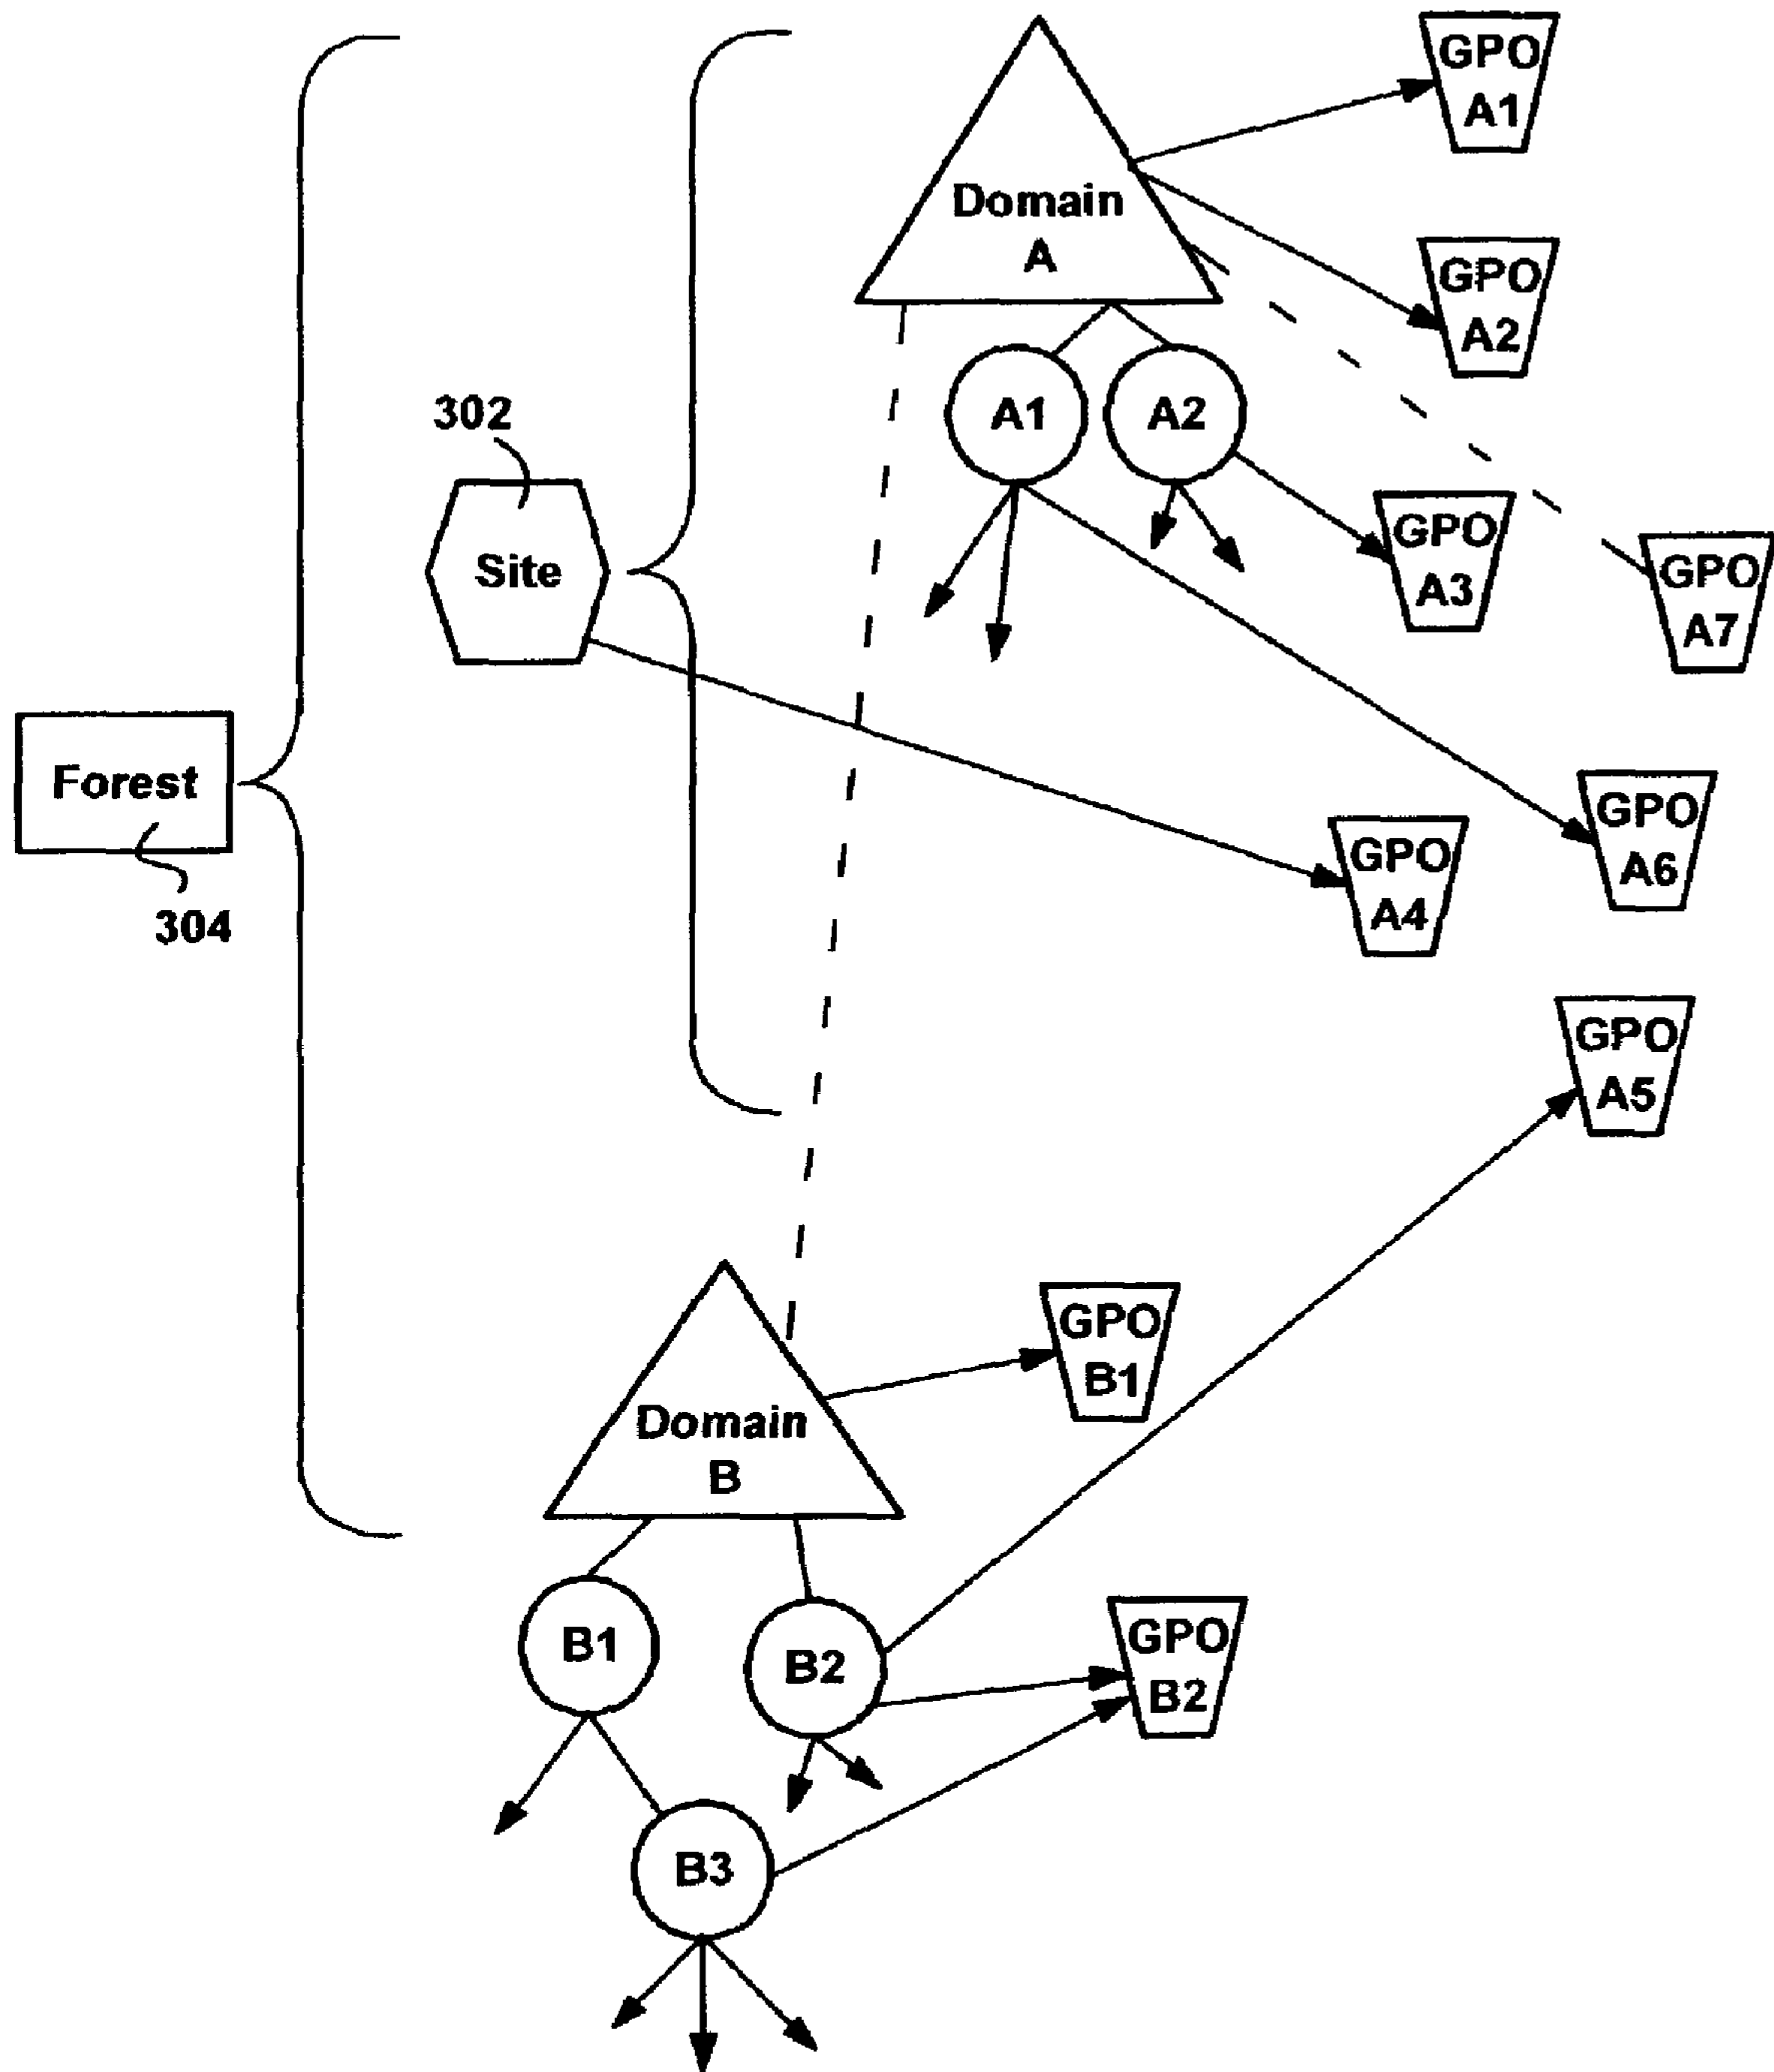 GPO
A1
Domain
A
GPO
A2
302
A1
A2
Site
GPO
A3
GPO
A7
Forest
304
GPO
A6
GPO
A4
GPO
A5
GPO
B1
Domain
B
B1
B2
GPO
B2
B3